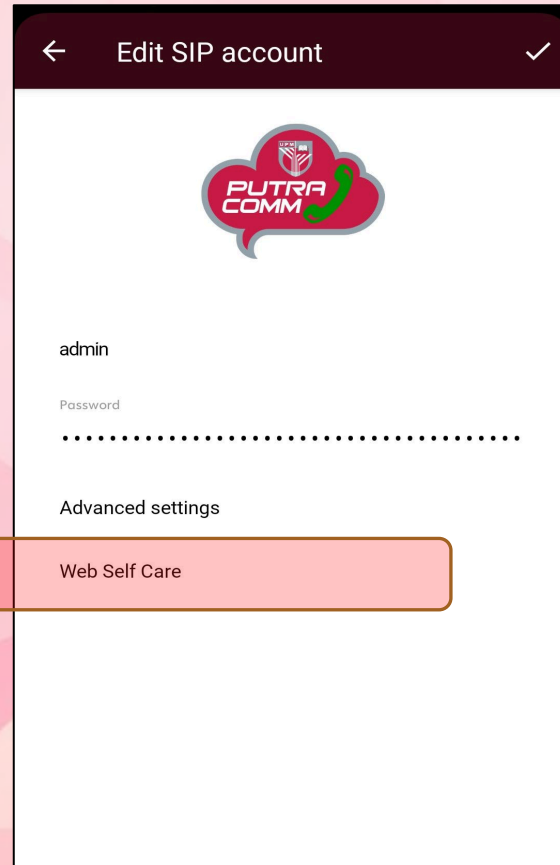 Edit SIP account
UPM
PUTRA
COMM
admin
Password
Advanced settings
Web Self Care